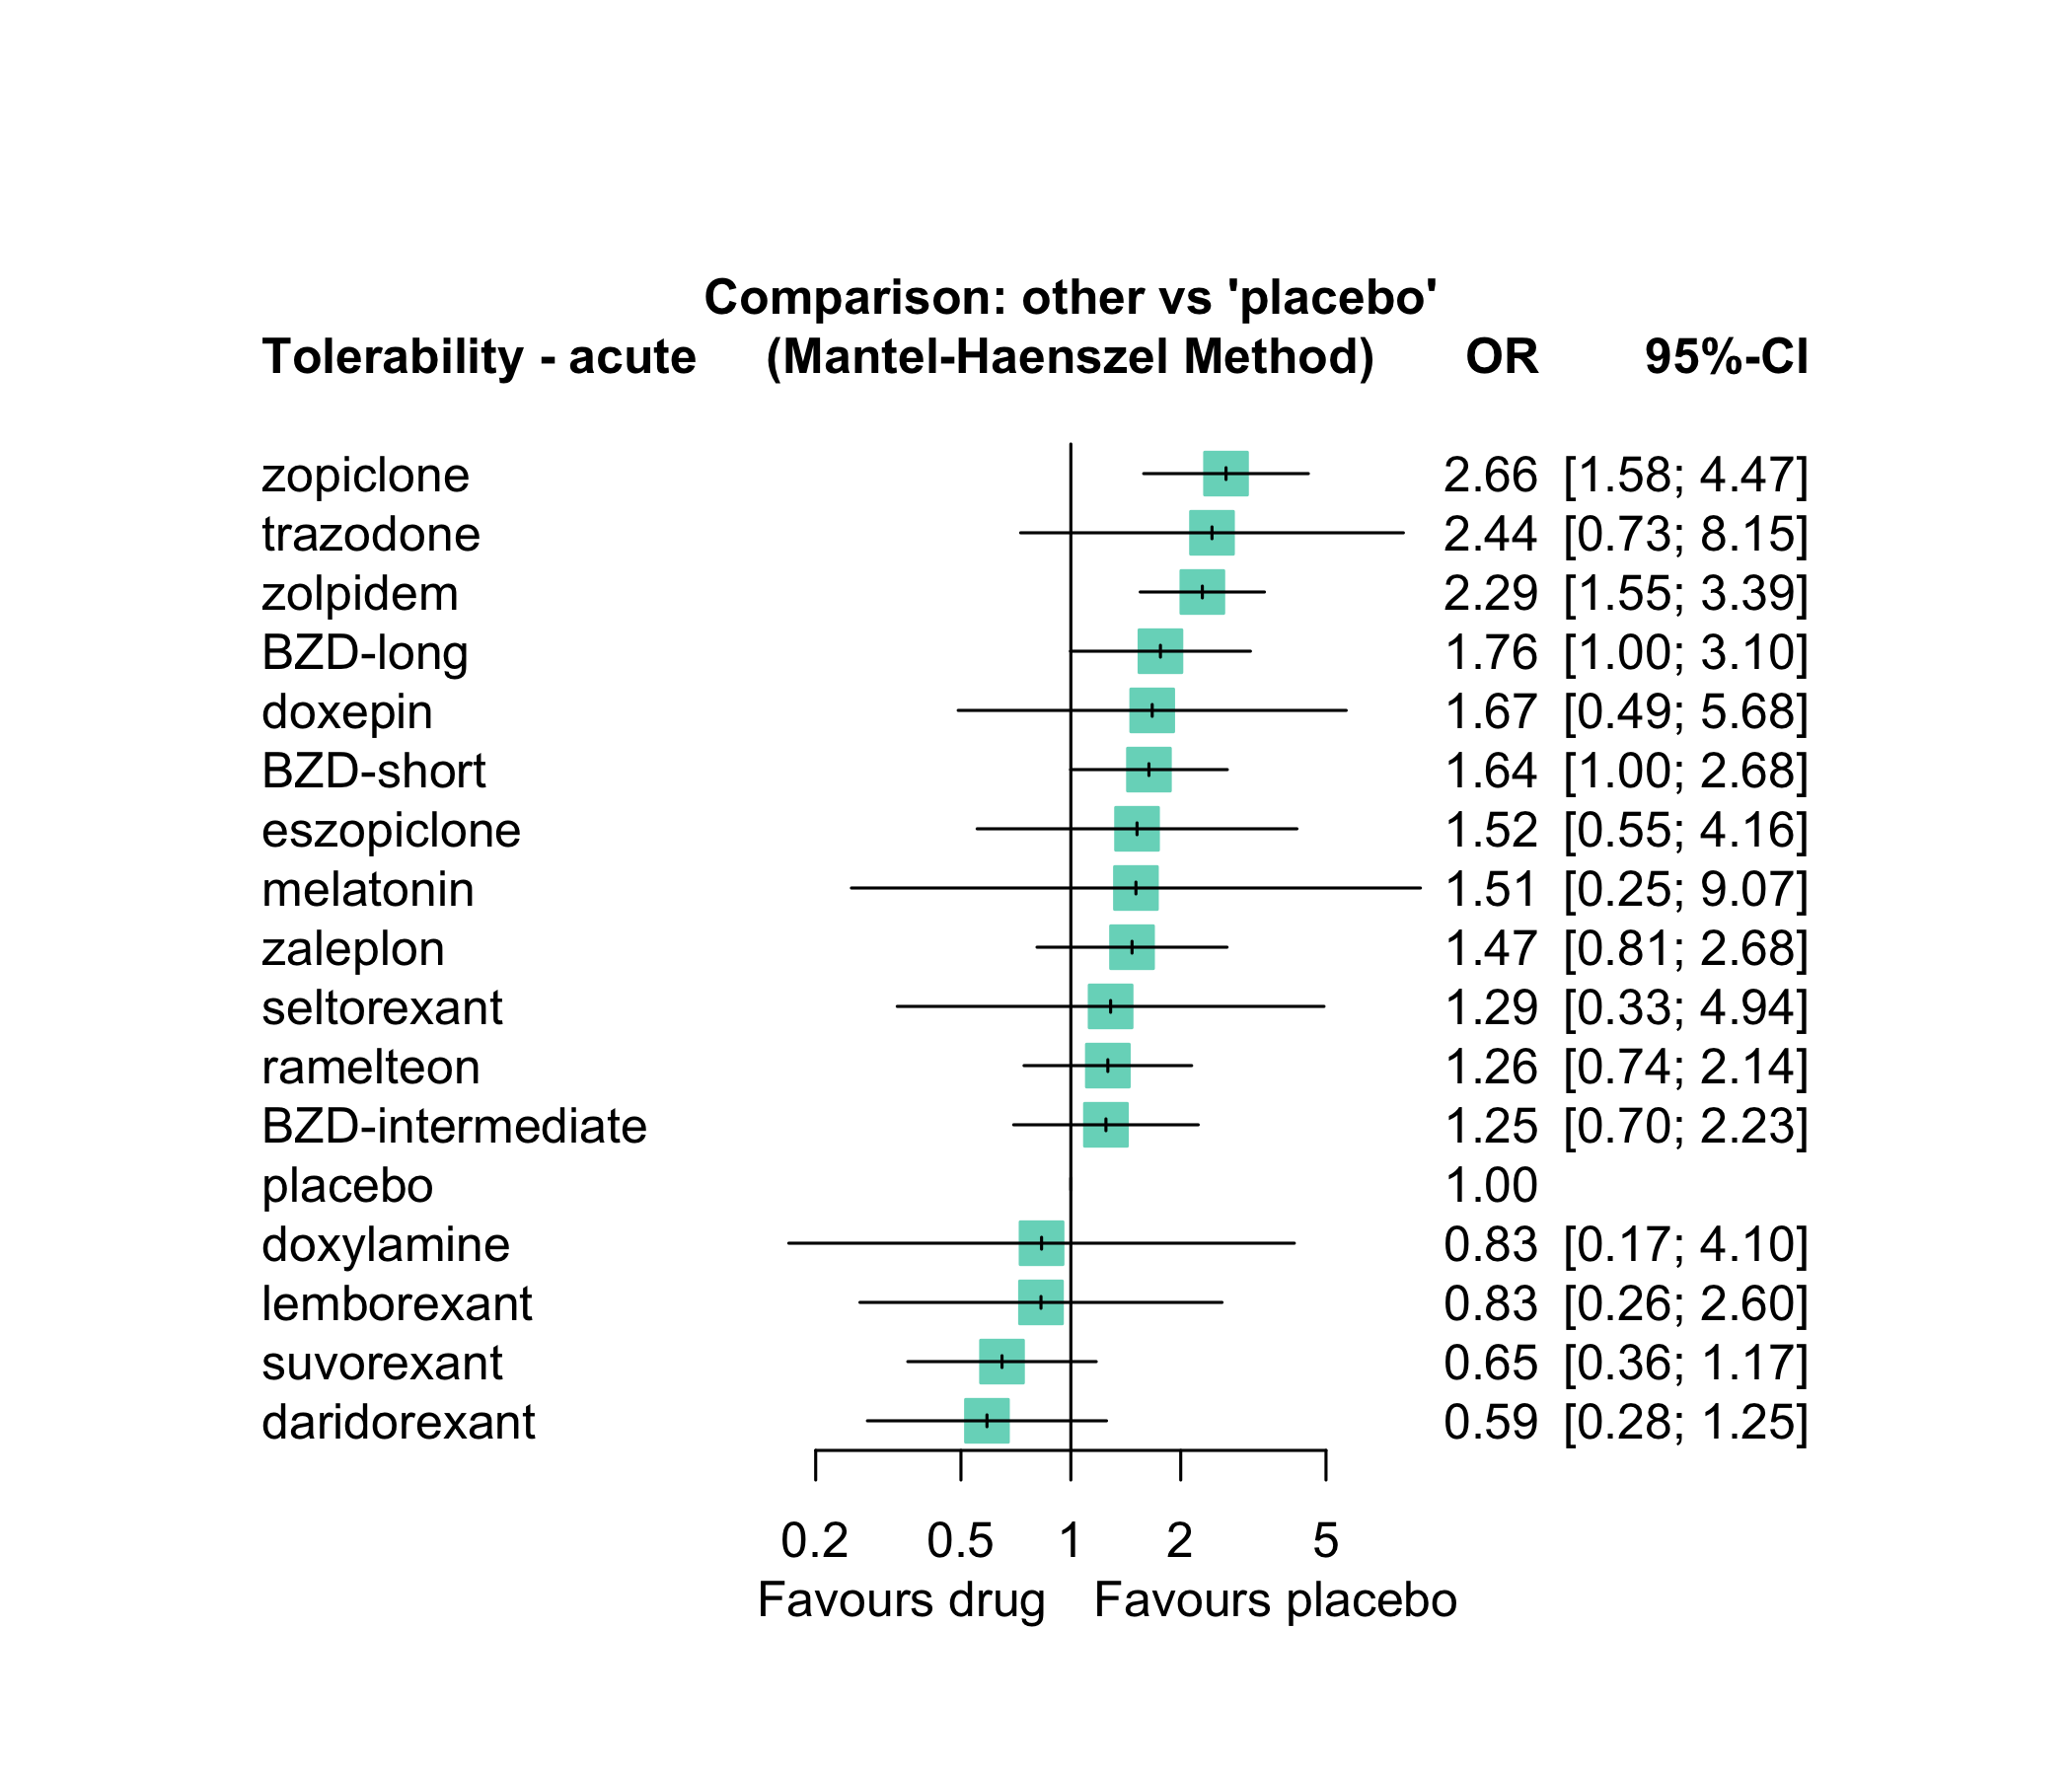 Comparison: other vs 'placebo'
Tolerability - acute (Mantel-Haenszel Method) OR 95%-CI
zopiclone 2.66 [1.58; 4.47]
trazodone 2.44 [0.73; 8.15]
zolpidem 2.29 [1.55; 3.39]
BZD-long 1.76 [1.00; 3.10]
doxepin 1.67 [0.49; 5.68]
BZD-short 1.64 [1.00; 2.68]
eszopiclone 1.52 [0.55; 4.16]
melatonin 1.51 [0.25; 9.07]
zaleplon 1.47 [0.81; 2.68]
seltorexant 1.29 [0.33; 4.94]
ramelteon 1.26 [0.74; 2.14]
BZD-intermediate 1.25 [0.70; 2.23]
placebo 1.00
doxylamine 0.83 [0.17; 4.10]
lemborexant 0.83 [0.26; 2.60]
suvorexant 0.65 [0.36; 1.17]
daridorexant 0.59 [0.28; 1.25]
0.2 0.5 1 2 5
Favours drug Favours placebo